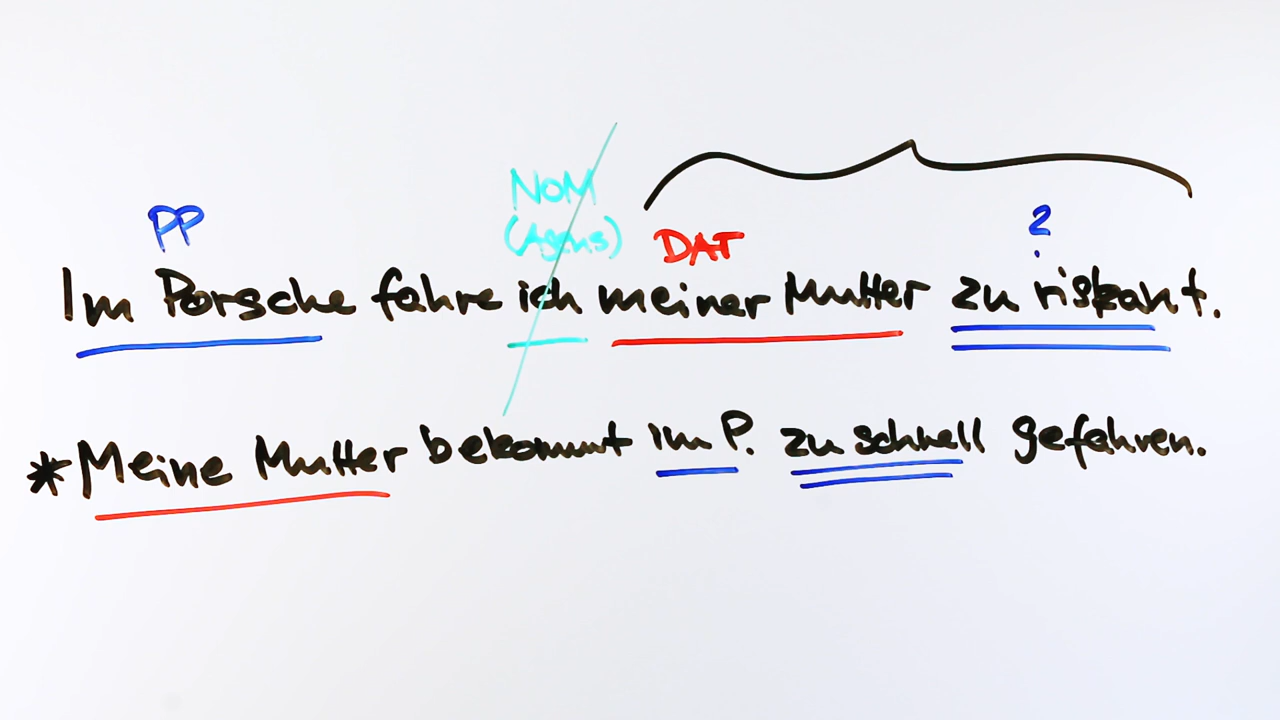 NOM
PP (Agens) DAT ?
Im Porsche fahre ich meiner Mutter zu riskant.
*Meine Mutter bekommt im P. zu schnell gefahren.